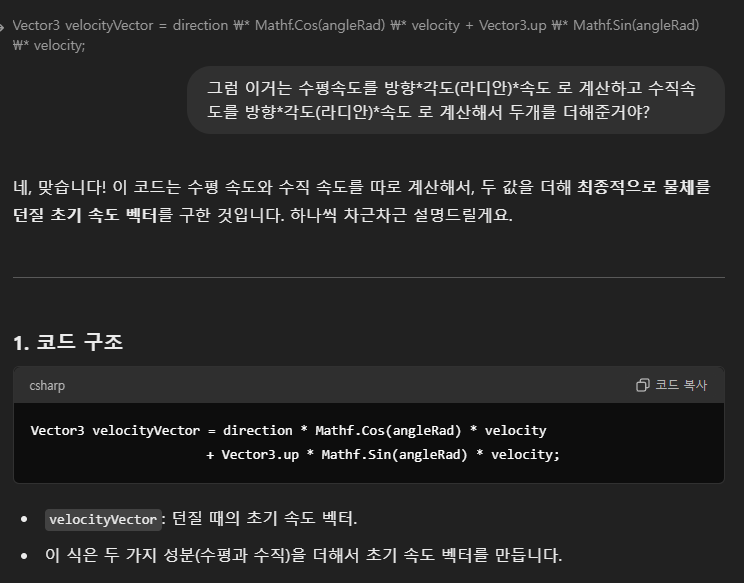 Vector3 velocityVector = direction ₩* Mathf.Cos(angleRad) ₩* velocity + Vector3.up ₩* Mathf.Sin(angleRad)
₩* velocity;
그럼 이거는 수평속도를 방향*각도(라디안)*속도 로 계산하고 수직속
도를 방향*각도(라디안)*속도 로 계산해서 두개를 더해준거야?
네, 맞습니다! 이 코드는 수평 속도와 수직 속도를 따로 계산해서, 두 값을 더해 최종적으로 물체를
던질 초기 속도 벡터를 구한 것입니다. 하나씩 차근차근 설명드릴게요.
1. 코드 구조
csharp
코드 복사
Vector3 velocityVector = direction * Mathf.Cos(angleRad) * velocity
+ Vector3.up * Mathf.Sin(angleRad) * velocity;
• velocityVector: 던질 때의 초기 속도 벡터.
• 이 식은 두 가지 성분(수평과 수직)을 더해서 초기 속도 벡터를 만듭니다.